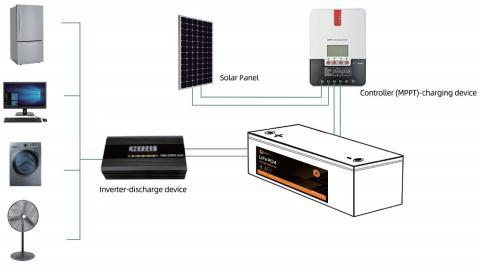 Solar Panel
Controller (MPPT)-charging device
Inverter-discharge device
LiFePO4